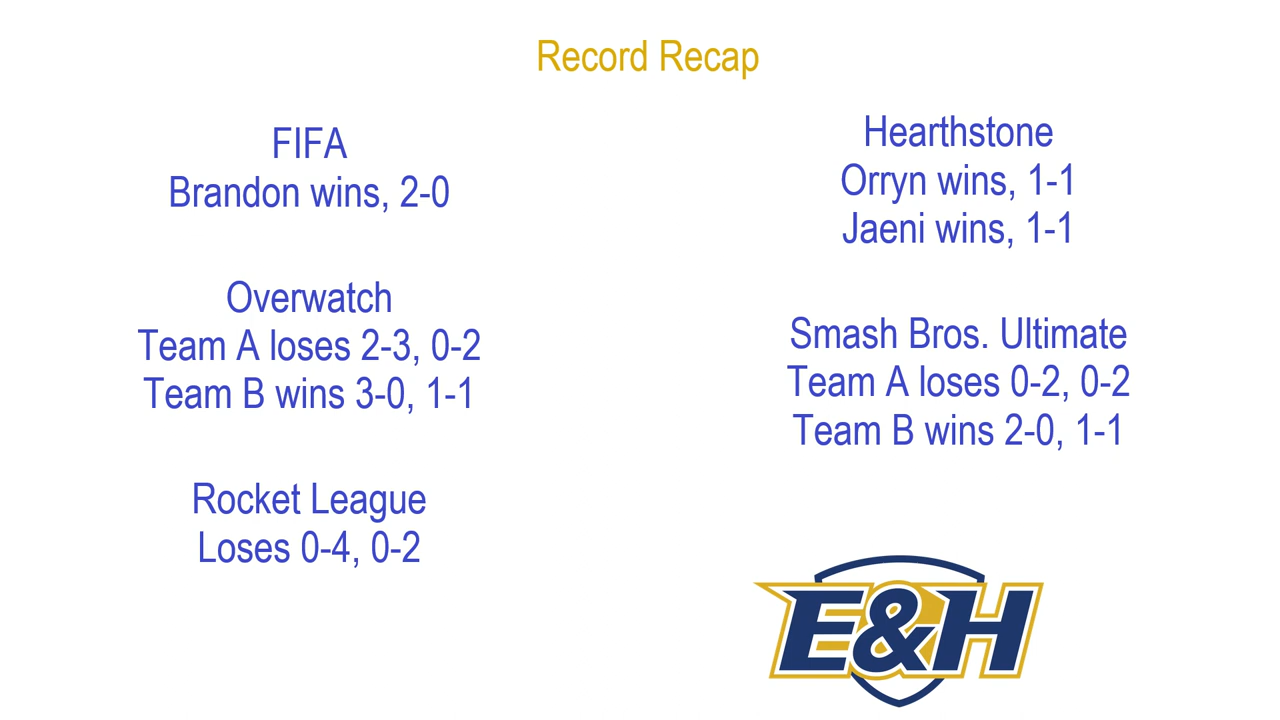 Record Recap
FIFA
Brandon wins, 2-0
Overwatch
Team A loses 2-3, 0-2
Team B wins 3-0, 1-1
Rocket League
Loses 0-4, 0-2
Hearthstone
Orryn wins, 1-1
Jaeni wins, 1-1
Smash Bros. Ultimate
Team A loses 0-2, 0-2
Team B wins 2-0, 1-1
E&H